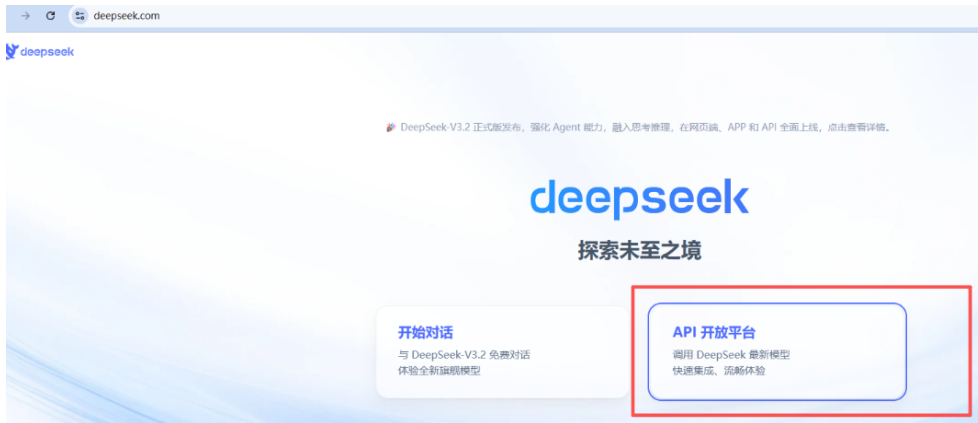 deepseek.com
deepseek
DeepSeek-V3.2 正式版发布，强化 Agent 能力，融入思考推理，在网页端、APP 和 API 全面上线，点击查看详情。
deepseek
探索未至之境
开始对话
与 DeepSeek-V3.2 免费对话
体验全新旗舰模型
API 开放平台
调用 DeepSeek 最新模型
快速集成、流畅体验